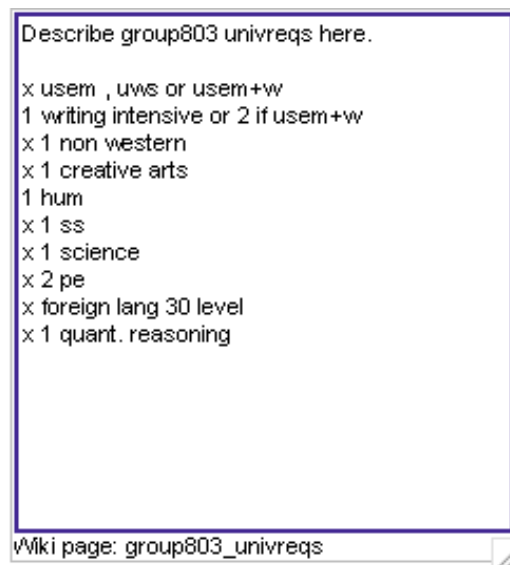 Describe group803 univreqs here.
x usem , uws or usem+w
1 writing intensive or 2 if usem+w
x 1 non western
x 1 creative arts
1 hum
x 1 ss
x 1 science
x 2 pe
x foreign lang 30 level
x 1 quant. reasoning
Wiki page: group803_univreqs